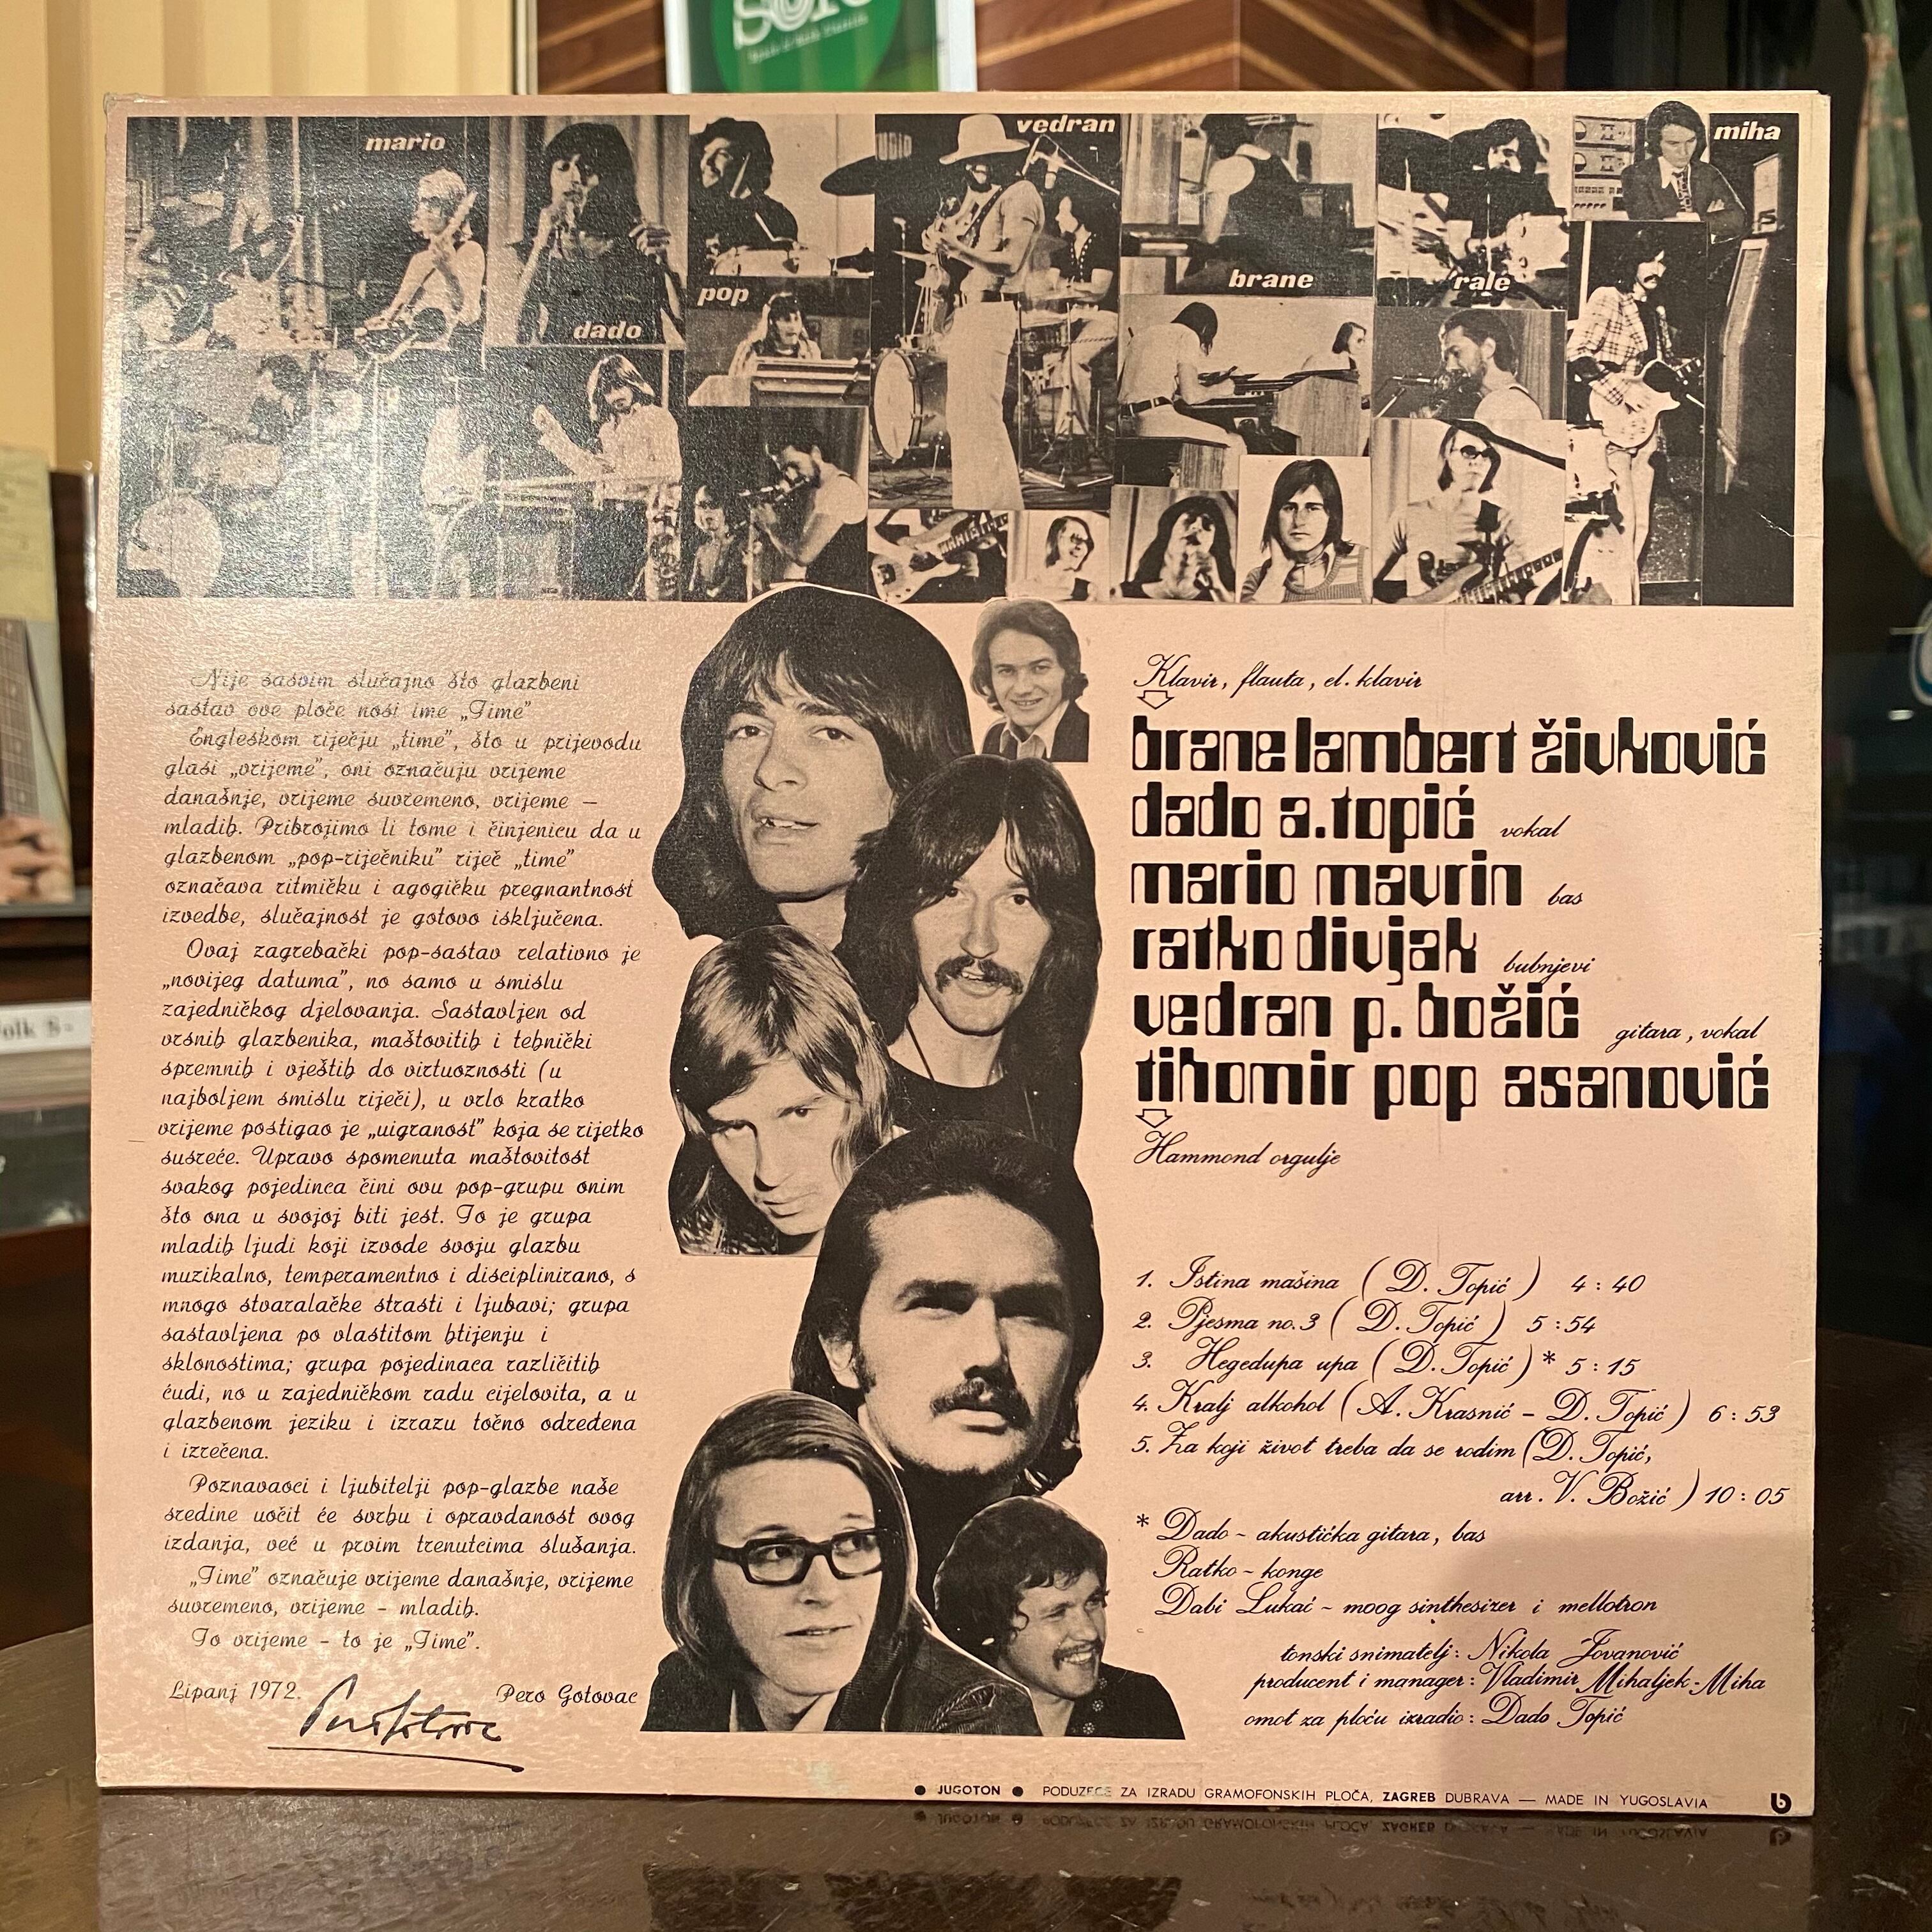 mario
dado
pop
vedran
brane
rale
miha
Nije sasvim slučajno što glazbeni
sastav ove ploče nosi ime „Time”
Engleskom riječju „time”, što u prijevodu
glasi „vrijeme”, oni označuju vrijeme
današnje, vrijeme suvremeno, vrijeme —
mladih. Pribrojimo li tome i činjenicu da u
glazbenom „pop-riječniku” riječ „time”
označava ritmičku i agogičku pregnantnost
izvedbe, slučajnost je gotovo isključena.
Ovaj zagrebački pop-sastav relativno je
„novijeg datuma”, no samo u smislu
zajedničkog djelovanja. Sastavljen od
vrsnih glazbenika, maštovitih i tehnički
spremnih i vještih do virtuoznosti (u
najboljem smislu riječi), u vrlo kratko
vrijeme postigao je „uigranost” koja se rijetko
susreće. Upravo spomenuta maštovitost
svakog pojedinca čini ovu pop-grupu onim
što ona u svojoj biti jest. To je grupa
mladih ljudi koji izvode svoju glazbu
muzikalno, temperamentno i disciplinirano, s
mnogo stvaralačke strasti i ljubavi; grupa
sastavljena po vlastitom htijenju i
sklonostima; grupa pojedinaca različitih
ćudi, no u zajedničkom radu cijelovita, a u
glazbenom jeziku i izrazu točno određena
i izrečena.
Poznavaoci i ljubitelji pop-glazbe naše
sredine uočit će svrhu i opravdanost ovog
izdanja, već u prvim trenutcima slušanja.
„Time” označuje vrijeme današnje, vrijeme
suvremeno, vrijeme - mladih.
To vrijeme - to je „Time”.
Lipanj 1972. Pero Gotovac
Klavir, flauta, el. klavir
brane lambert živković
dado a. topić vokal
mario mavrin bas
ratko divjak bubnjevi
vedran p. božić gitara, vokal
tihomir pop asanović
Hammond orgulje
1. Istina mašina (D. Topić) 4:40
2. Pjesma no. 3 (D. Topić) 5:54
3. Hegedupa upa (D. Topić) * 5:15
4. Kralj alkohol (A. Krasnić - D. Topić) 6:53
5. Za koji život treba da se rodim (D. Topić,
arr. V. Božić) 10:05
* Dado - akustička gitara, bas
Ratko - konge
Dabi Lukač - moog sinthesizer i mellotron
tonski snimatelj: Nikola Jovanović
producent i manager: Vladimir Mihaljek-Miha
omot za ploču izradio: Dado Topić
● JUGOTON ● PODUZEĆE ZA IZRADU GRAMOFONSKIH PLOČA, ZAGREB DUBRAVA — MADE IN YUGOSLAVIA b